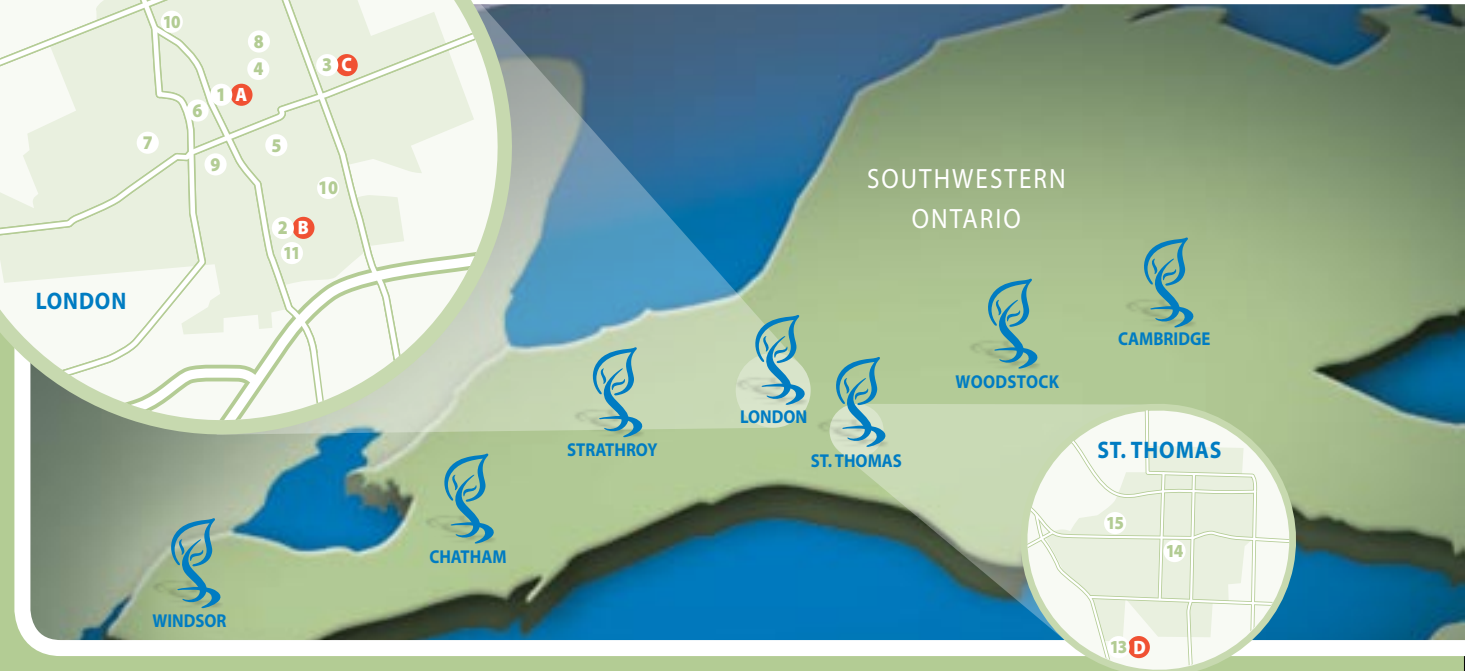 10
8
4
3 C
1 A
6
7
5
9
10
2 B
11
LONDON
SOUTHWESTERN
ONTARIO
CAMBRIDGE
WOODSTOCK
LONDON
STRATHROY
ST. THOMAS
CHATHAM
WINDSOR
ST. THOMAS
15
14
13 D